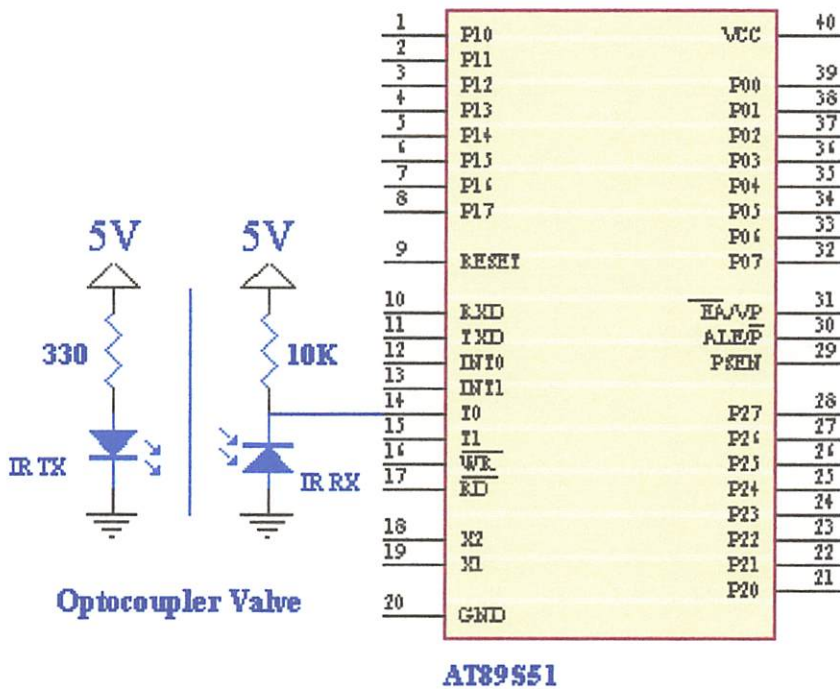 5V
330
IR TX
5V
10K
IR RX
Optocoupler Valve
1 P10
2 P11
3 P12
4 P13
5 P14
6 P15
7 P16
8 P17
9 RESET
10 RXD
11 TXD
12 INT0
13 INT1
14 T0
15 T1
16 WR
17 RD
18 X2
19 X1
20 GND
VCC 40
P00 39
P01 38
P02 37
P03 36
P04 35
P05 34
P06 33
P07 32
EA/VP 31
ALE/P 30
PSEN 29
P27 28
P26 27
P25 26
P24 25
P23 24
P22 23
P21 22
P20 21
AT89S51